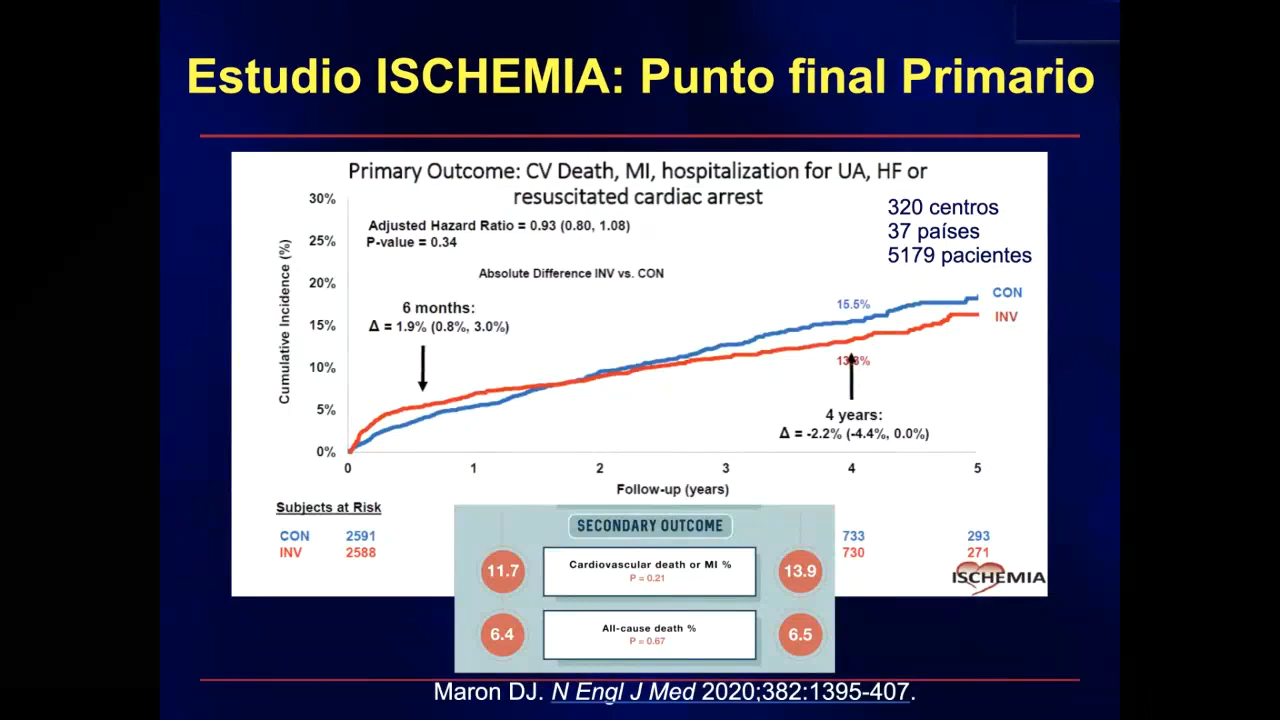 Estudio ISCHEMIA: Punto final Primario
Primary Outcome: CV Death, MI, hospitalization for UA, HF or
resuscitated cardiac arrest
320 centros
37 países
5179 pacientes
Adjusted Hazard Ratio = 0.93 (0.80, 1.08)
P-value = 0.34
Absolute Difference INV vs. CON
6 months:
Δ = 1.9% (0.8%, 3.0%)
Cumulative Incidence (%)
30%
25%
20%
15%
10%
5%
0%
15.5%
CON
INV
13.3%
4 years:
Δ = -2.2% (-4.4%, 0.0%)
0 1 2 3 4 5
Follow-up (years)
Subjects at Risk
CON 2591 733 293
INV 2588 730 271
ISCHEMIA
SECONDARY OUTCOME
11.7 Cardiovascular death or MI % 13.9
P = 0.21
6.4 All-cause death % 6.5
P = 0.67
Maron DJ. N Engl J Med 2020;382:1395-407.